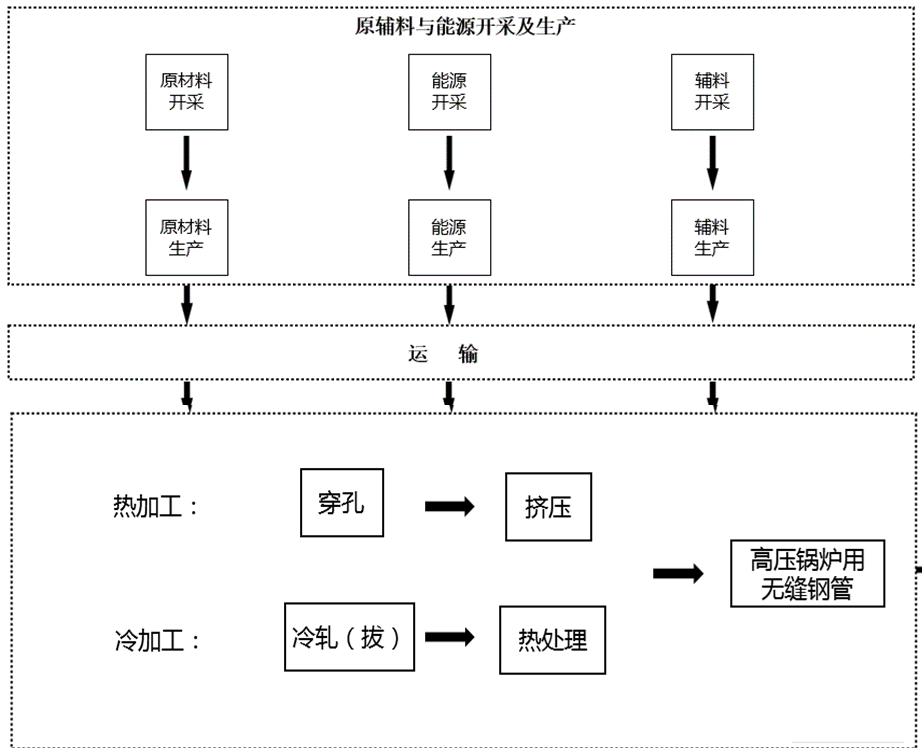 原辅料与能源开采及生产
原材料 能源 辅料
开采 开采 开采
原材料 能源 辅料
生产 生产 生产
运 输
热加工： 穿孔 挤压
高压锅炉用
无缝钢管
冷加工： 冷轧（拔） 热处理